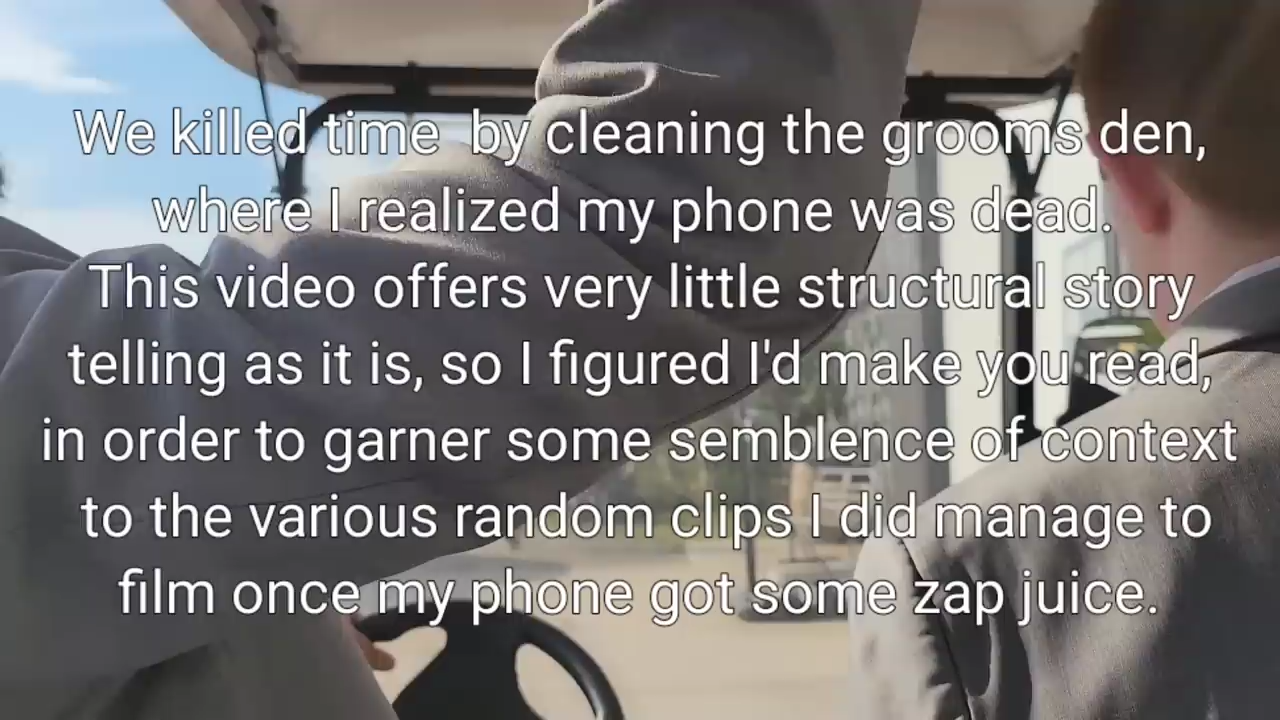 We killed time  by cleaning the grooms den,
where I realized my phone was dead.
This video offers very little structural story
telling as it is, so I figured I'd make you read,
in order to garner some semblence of context
to the various random clips I did manage to
film once my phone got some zap juice.